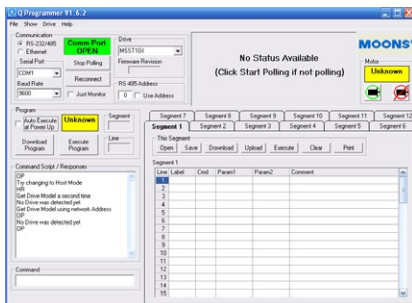 Q Programmer V1.6.2
File Show Drive Help
Communication
RS-232/485
Ethernet
Comm Port
OPEN
Serial Port
COM1
Baud Rate
9600
Stop Polling
Reconnect
Just Monitor
Drive
MSST10-I
Firmware Revision
RS-485 Address
0 Use Address
No Status Available
(Click Start Polling if not polling)
MOONS'
Motor
Unknown
Program
Auto Execute
at Power Up
Unknown
Segment
Line
Download
Program
Execute
Program
Command Script / Responses
OP
Try changing to Host Mode
HR
Get Drive Model a second time
No Drive was detected yet
Get Drive Model using network Address
OP
No Drive was detected yet
OP
OP
Command
Segment 7 Segment 8 Segment 9 Segment 10 Segment 11 Segment 12
Segment 1 Segment 2 Segment 3 Segment 4 Segment 5 Segment 6
This Segment
Open Save Download Upload Execute Clear Print
Segment 1
Line Label Cmd Param1 Param2 Comment
1
2
3
4
5
6
7
8
9
10
11
12
13
14
15